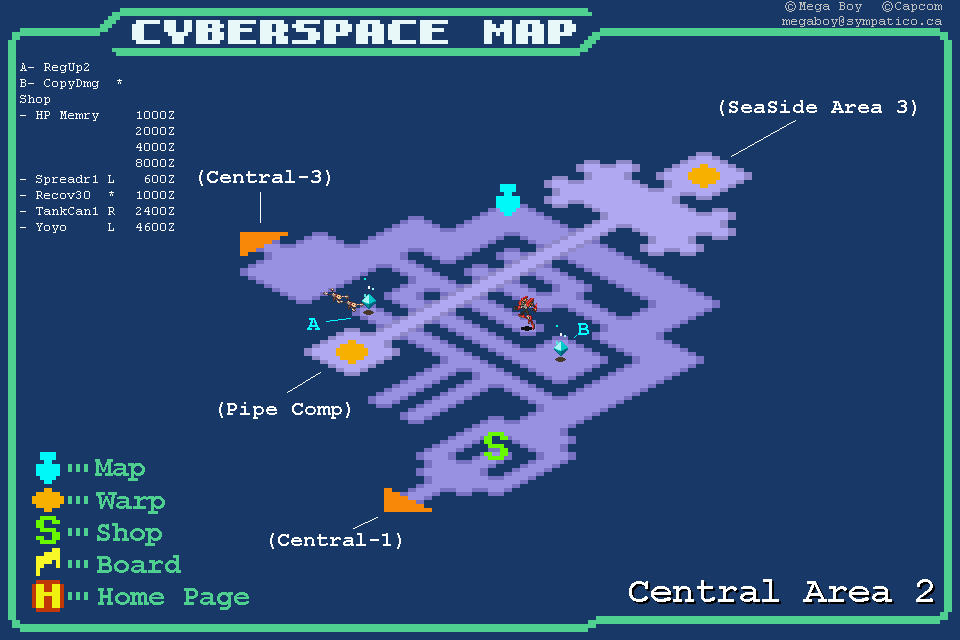 ©Mega Boy ©Capcom
megaboy@sympatico.ca
CYBERSPACE MAP
A- RegUp2
B- CopyDmg *
Shop
- HP Memry 1000Z
2000Z
4000Z
8000Z
- Spreadr1 L 600Z
- Recov30 * 1000Z
- TankCan1 R 2400Z
- Yoyo L 4600Z
(SeaSide Area 3)
(Central-3)
A
B
(Pipe Comp)
S
(Central-1)
Map
Warp
S Shop
Board
H Home Page
Central Area 2